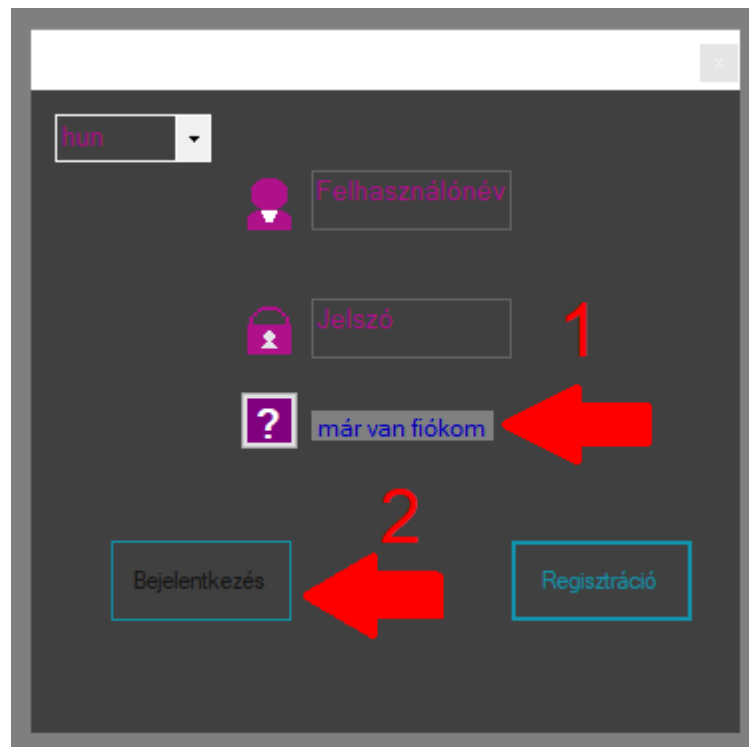 x
hun
Felhasználónév
Jelszó
1
?
már van fiókom
2
Bejelentkezés
Regisztráció